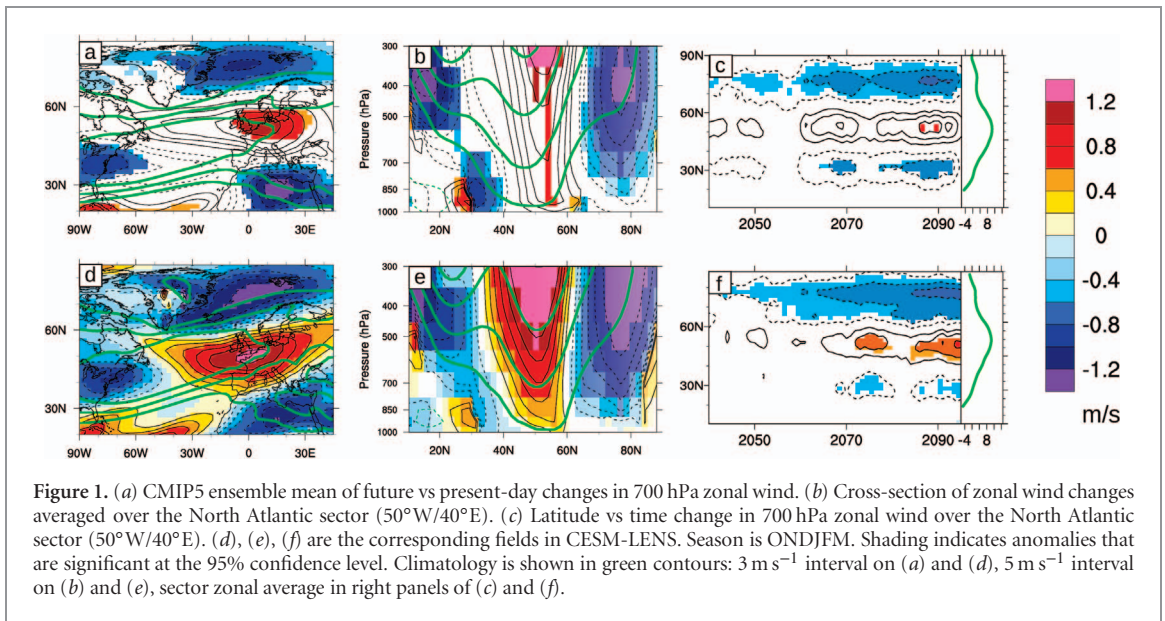 a
60N
30N
90W 60W 30W 0 30E
b
Pressure (hPa)
300
400
500
700
850
1000
20N 40N 60N 80N
c
90N
60N
30N
2050 2070 2090 -4 8
d
60N
30N
90W 60W 30W 0 30E
e
Pressure (hPa)
300
400
500
700
850
1000
20N 40N 60N 80N
f
90N
60N
30N
2050 2070 2090 -4 8
1.2
0.8
0.4
0
-0.4
-0.8
-1.2
m/s
Figure 1. (a) CMIP5 ensemble mean of future vs present-day changes in 700 hPa zonal wind. (b) Cross-section of zonal wind changes
averaged over the North Atlantic sector (50°W/40°E). (c) Latitude vs time change in 700 hPa zonal wind over the North Atlantic
sector (50°W/40°E). (d), (e), (f) are the corresponding fields in CESM-LENS. Season is ONDJFM. Shading indicates anomalies that
are significant at the 95% confidence level. Climatology is shown in green contours: 3 m s⁻¹ interval on (a) and (d), 5 m s⁻¹ interval
on (b) and (e), sector zonal average in right panels of (c) and (f).